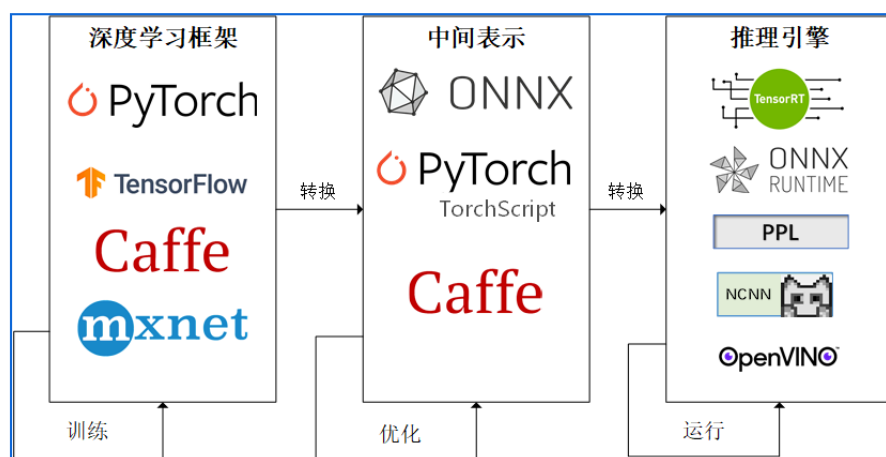 深度学习框架
PyTorch
TensorFlow
Caffe
mxnet
训练
转换
中间表示
ONNX
PyTorch
TorchScript
Caffe
优化
转换
推理引擎
TensorRT
ONNX
RUNTIME
PPL
NCNN
OpenVINO
运行